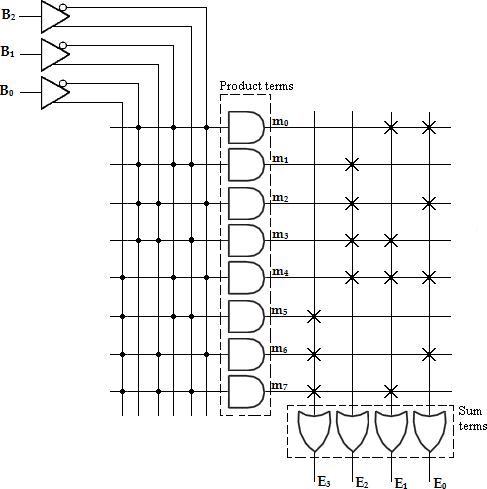 B₂
B₁
B₀
Product terms
m₀
m₁
m₂
m₃
m₄
m₅
m₆
m₇
Sum
terms
E₃ E₂ E₁ E₀